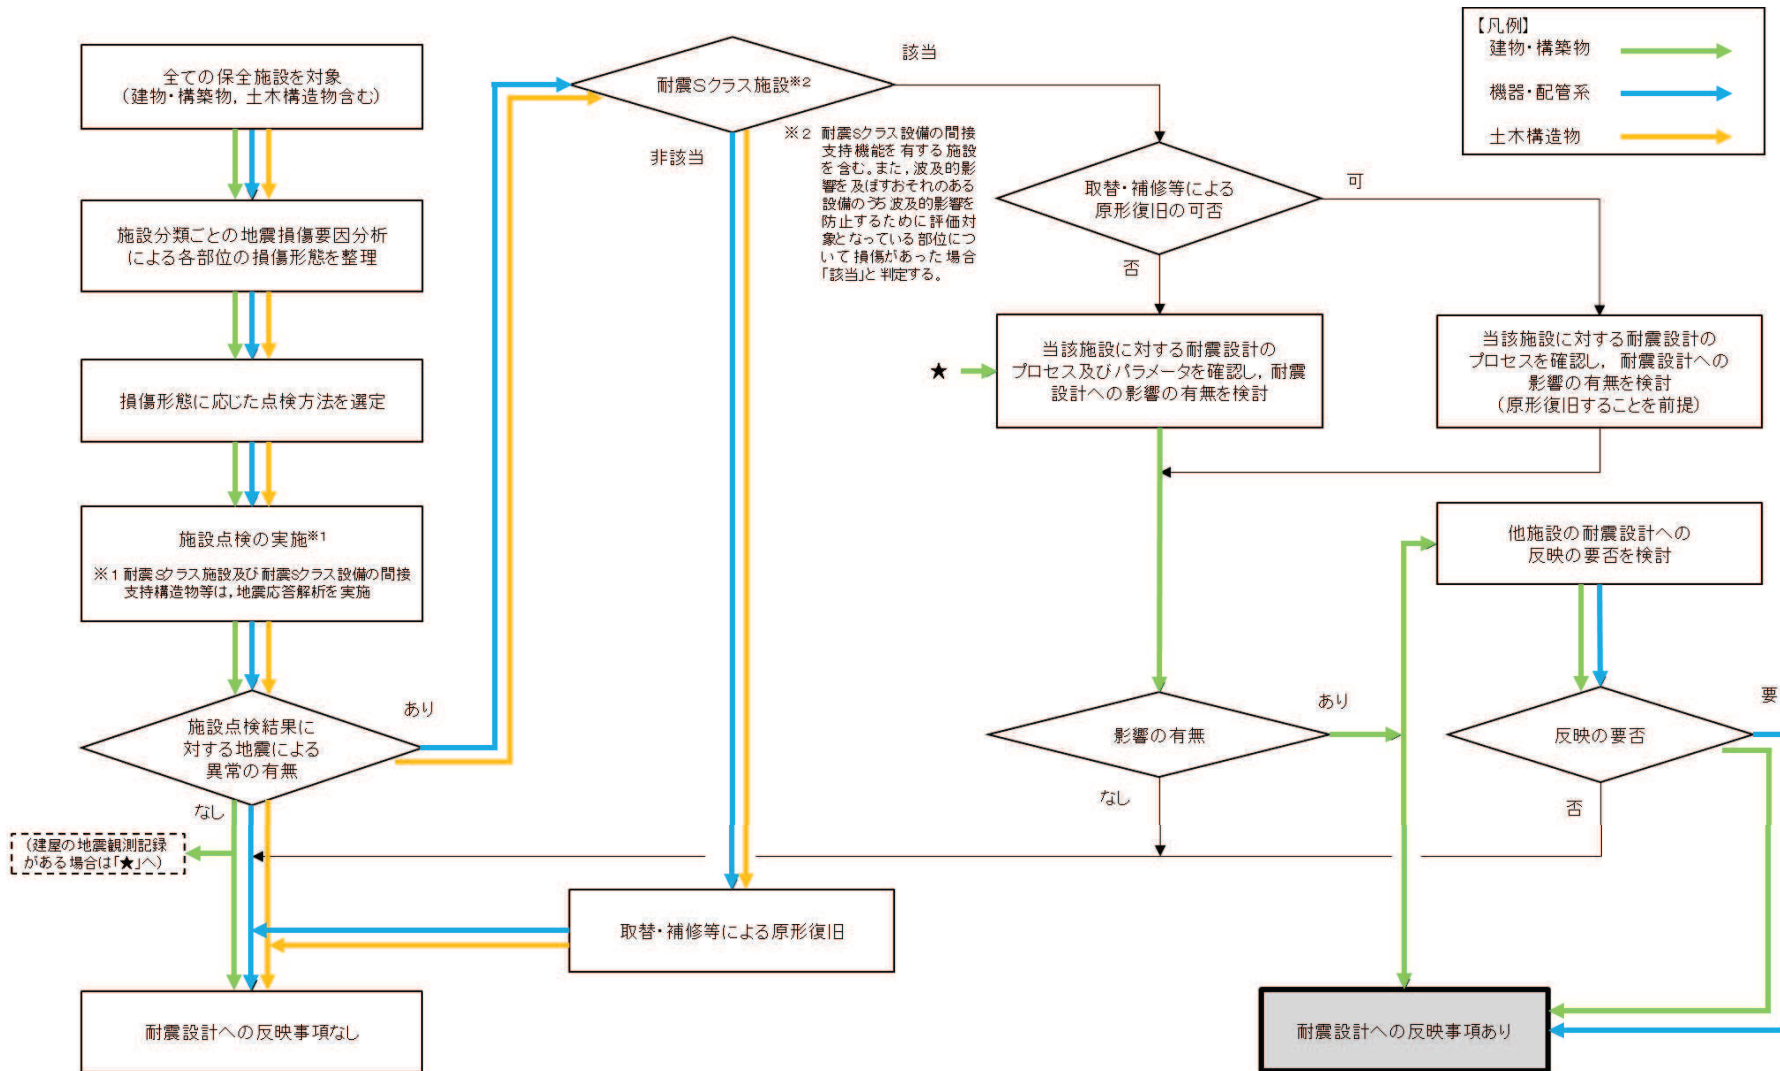 全ての保全施設を対象
(建物・構築物，土木構造物含む)
施設分類ごとの地震損傷要因分析
による各部位の損傷形態を整理
損傷形態に応じた点検方法を選定
施設点検の実施※1
※1 耐震Sクラス施設及び耐震Sクラス設備の間接
支持構造物等は，地震応答解析を実施
施設点検結果に
対する地震による
異常の有無
あり
なし
(建屋の地震観測記録
がある場合は「★」へ)
耐震設計への反映事項なし
耐震Sクラス施設※2
該当
非該当
※2 耐震Sクラス設備の間接
支持機能を有する施設
を含む。また，波及的影
響を及ぼすおそれのある
設備のうち波及的影響を
防止するために評価対
象となっている部位につ
いて損傷があった場合
「該当」と判定する。
取替・補修等による原形復旧
取替・補修等による
原形復旧の可否
可
否
★
当該施設に対する耐震設計の
プロセス及びパラメータを確認し，耐震
設計への影響の有無を検討
当該施設に対する耐震設計の
プロセスを確認し，耐震設計への
影響の有無を検討
(原形復旧することを前提)
影響の有無
あり
なし
他施設の耐震設計への
反映の要否を検討
反映の要否
要
否
耐震設計への反映事項あり
【凡例】
建物・構築物
機器・配管系
土木構造物